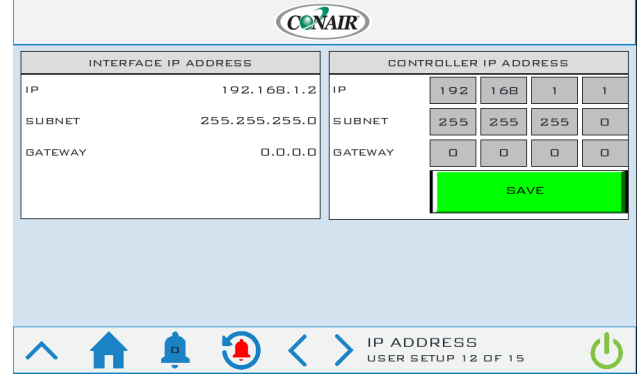 CONAIR
INTERFACE IP ADDRESS
IP 192.168.1.2
SUBNET 255.255.255.0
GATEWAY 0.0.0.0
CONTROLLER IP ADDRESS
IP 192 168 1 1
SUBNET 255 255 255 0
GATEWAY 0 0 0 0
SAVE
0
IP ADDRESS
USER SETUP 12 OF 15